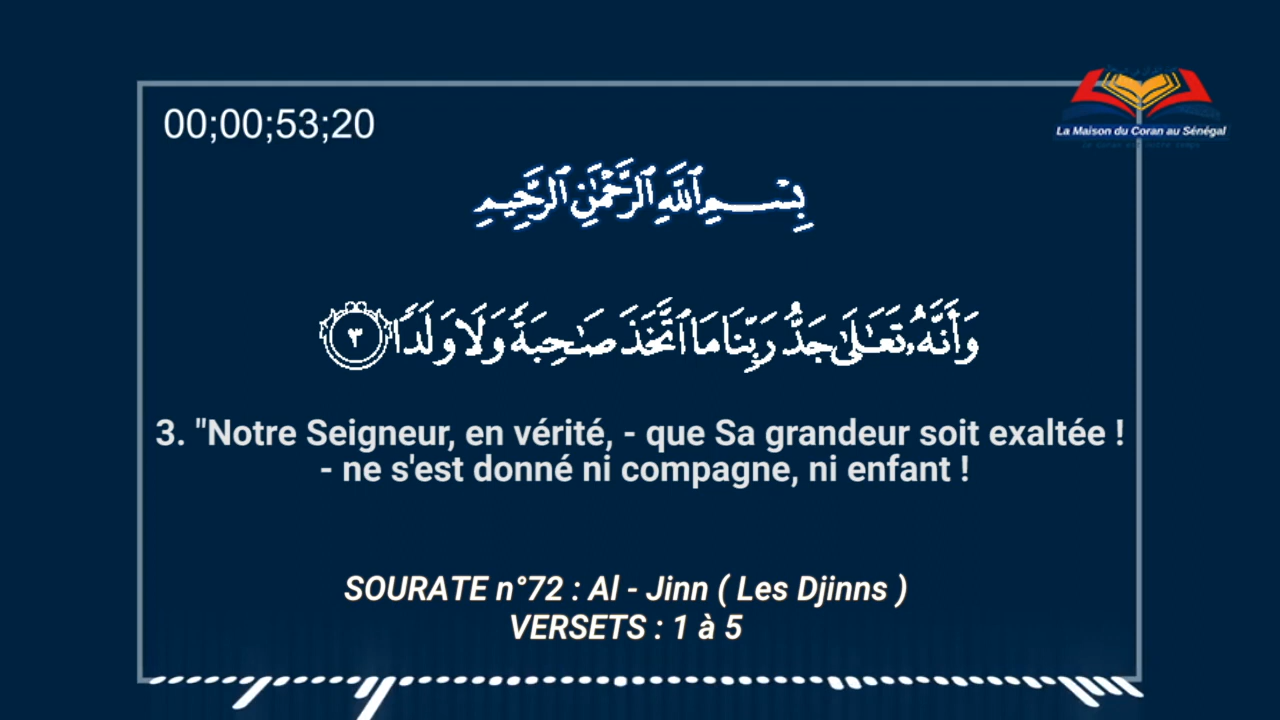 00;00;53;20
La Maison du Coran au Sénégal
بِسْمِ ٱللَّهِ ٱلرَّحْمَٰنِ ٱلرَّحِيمِ
وَأَنَّهُۥ تَعَٰلَىٰ جَدُّ رَبِّنَا مَا ٱتَّخَذَ صَٰحِبَةً وَلَا وَلَدًا ٣
3. "Notre Seigneur, en vérité, - que Sa grandeur soit exaltée !
- ne s'est donné ni compagne, ni enfant !
SOURATE n°72 : Al - Jinn ( Les Djinns )
VERSETS : 1 à 5